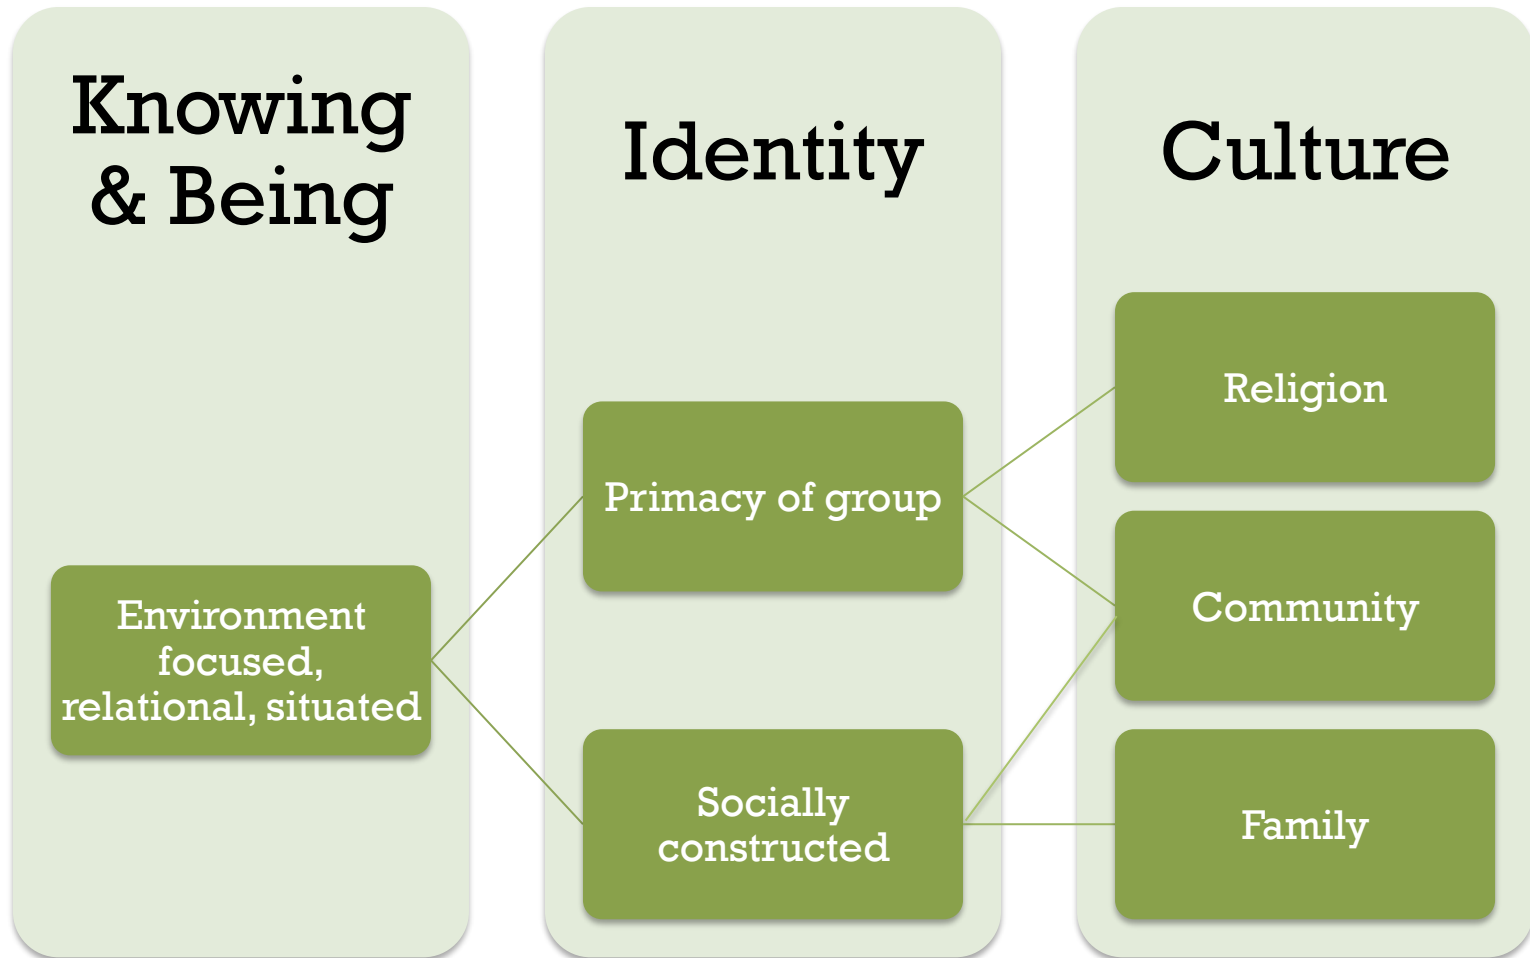 Knowing
& Being
Environment
focused,
relational, situated
Identity
Primacy of group
Socially
constructed
Culture
Religion
Community
Family